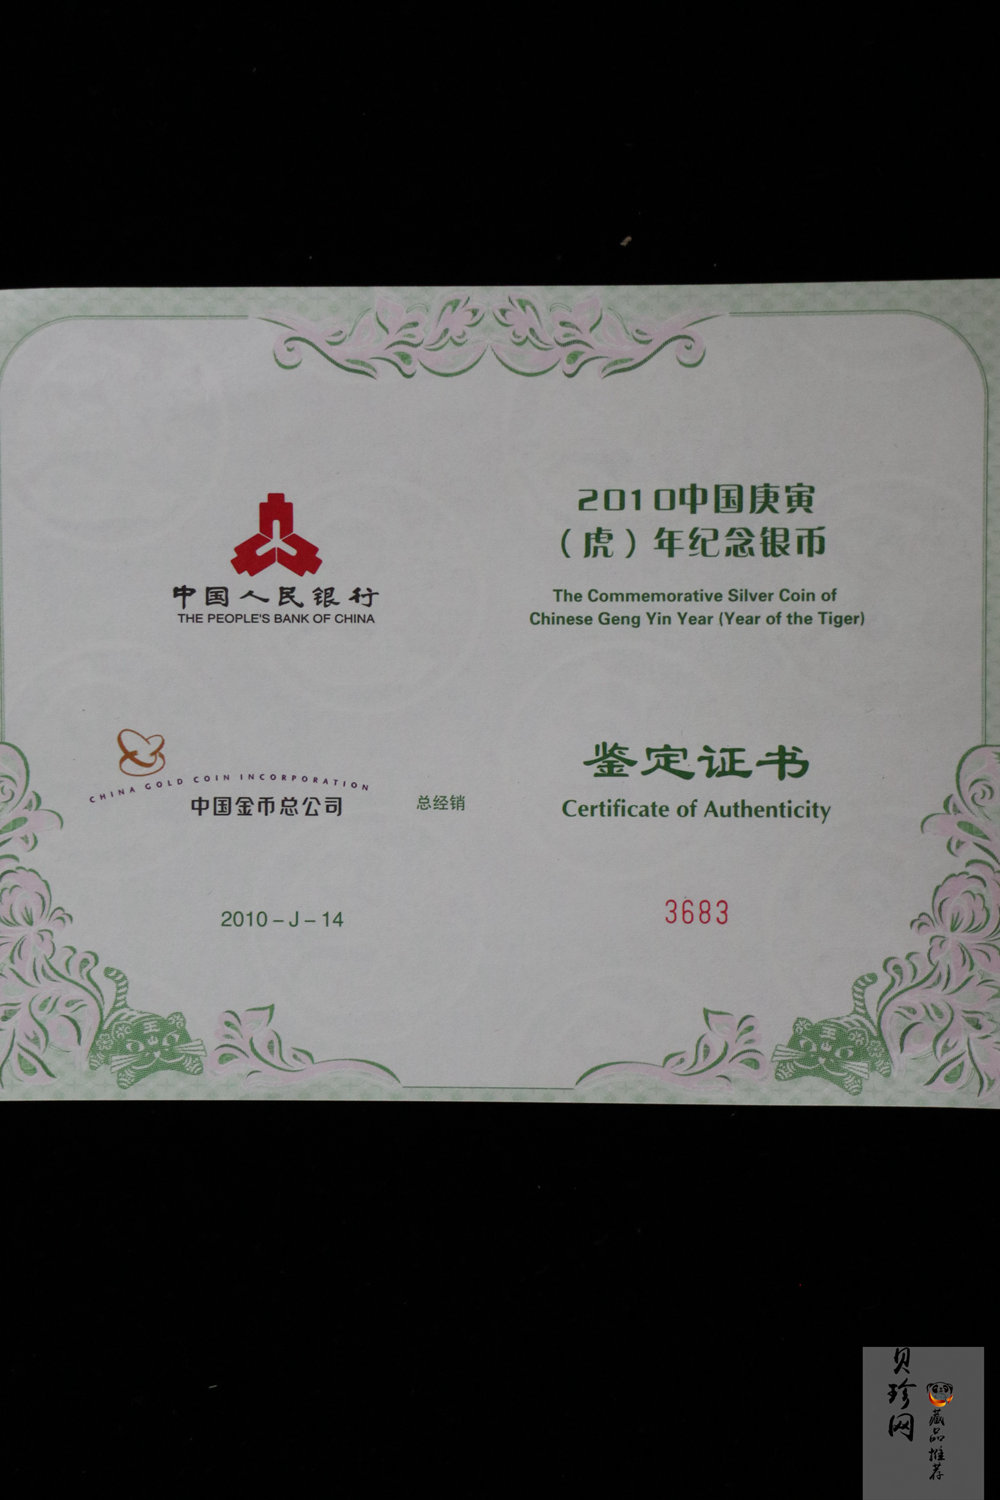 中国人民银行
THE PEOPLE'S BANK OF CHINA
2010中国庚寅
（虎）年纪念银币
The Commemorative Silver Coin of
Chinese Geng Yin Year (Year of the Tiger)
CHINA GOLD COIN INCORPORATION
中国金币总公司
总经销
鉴定证书
Certificate of Authenticity
2010－J－14
3683
贝珍网
藏品推荐